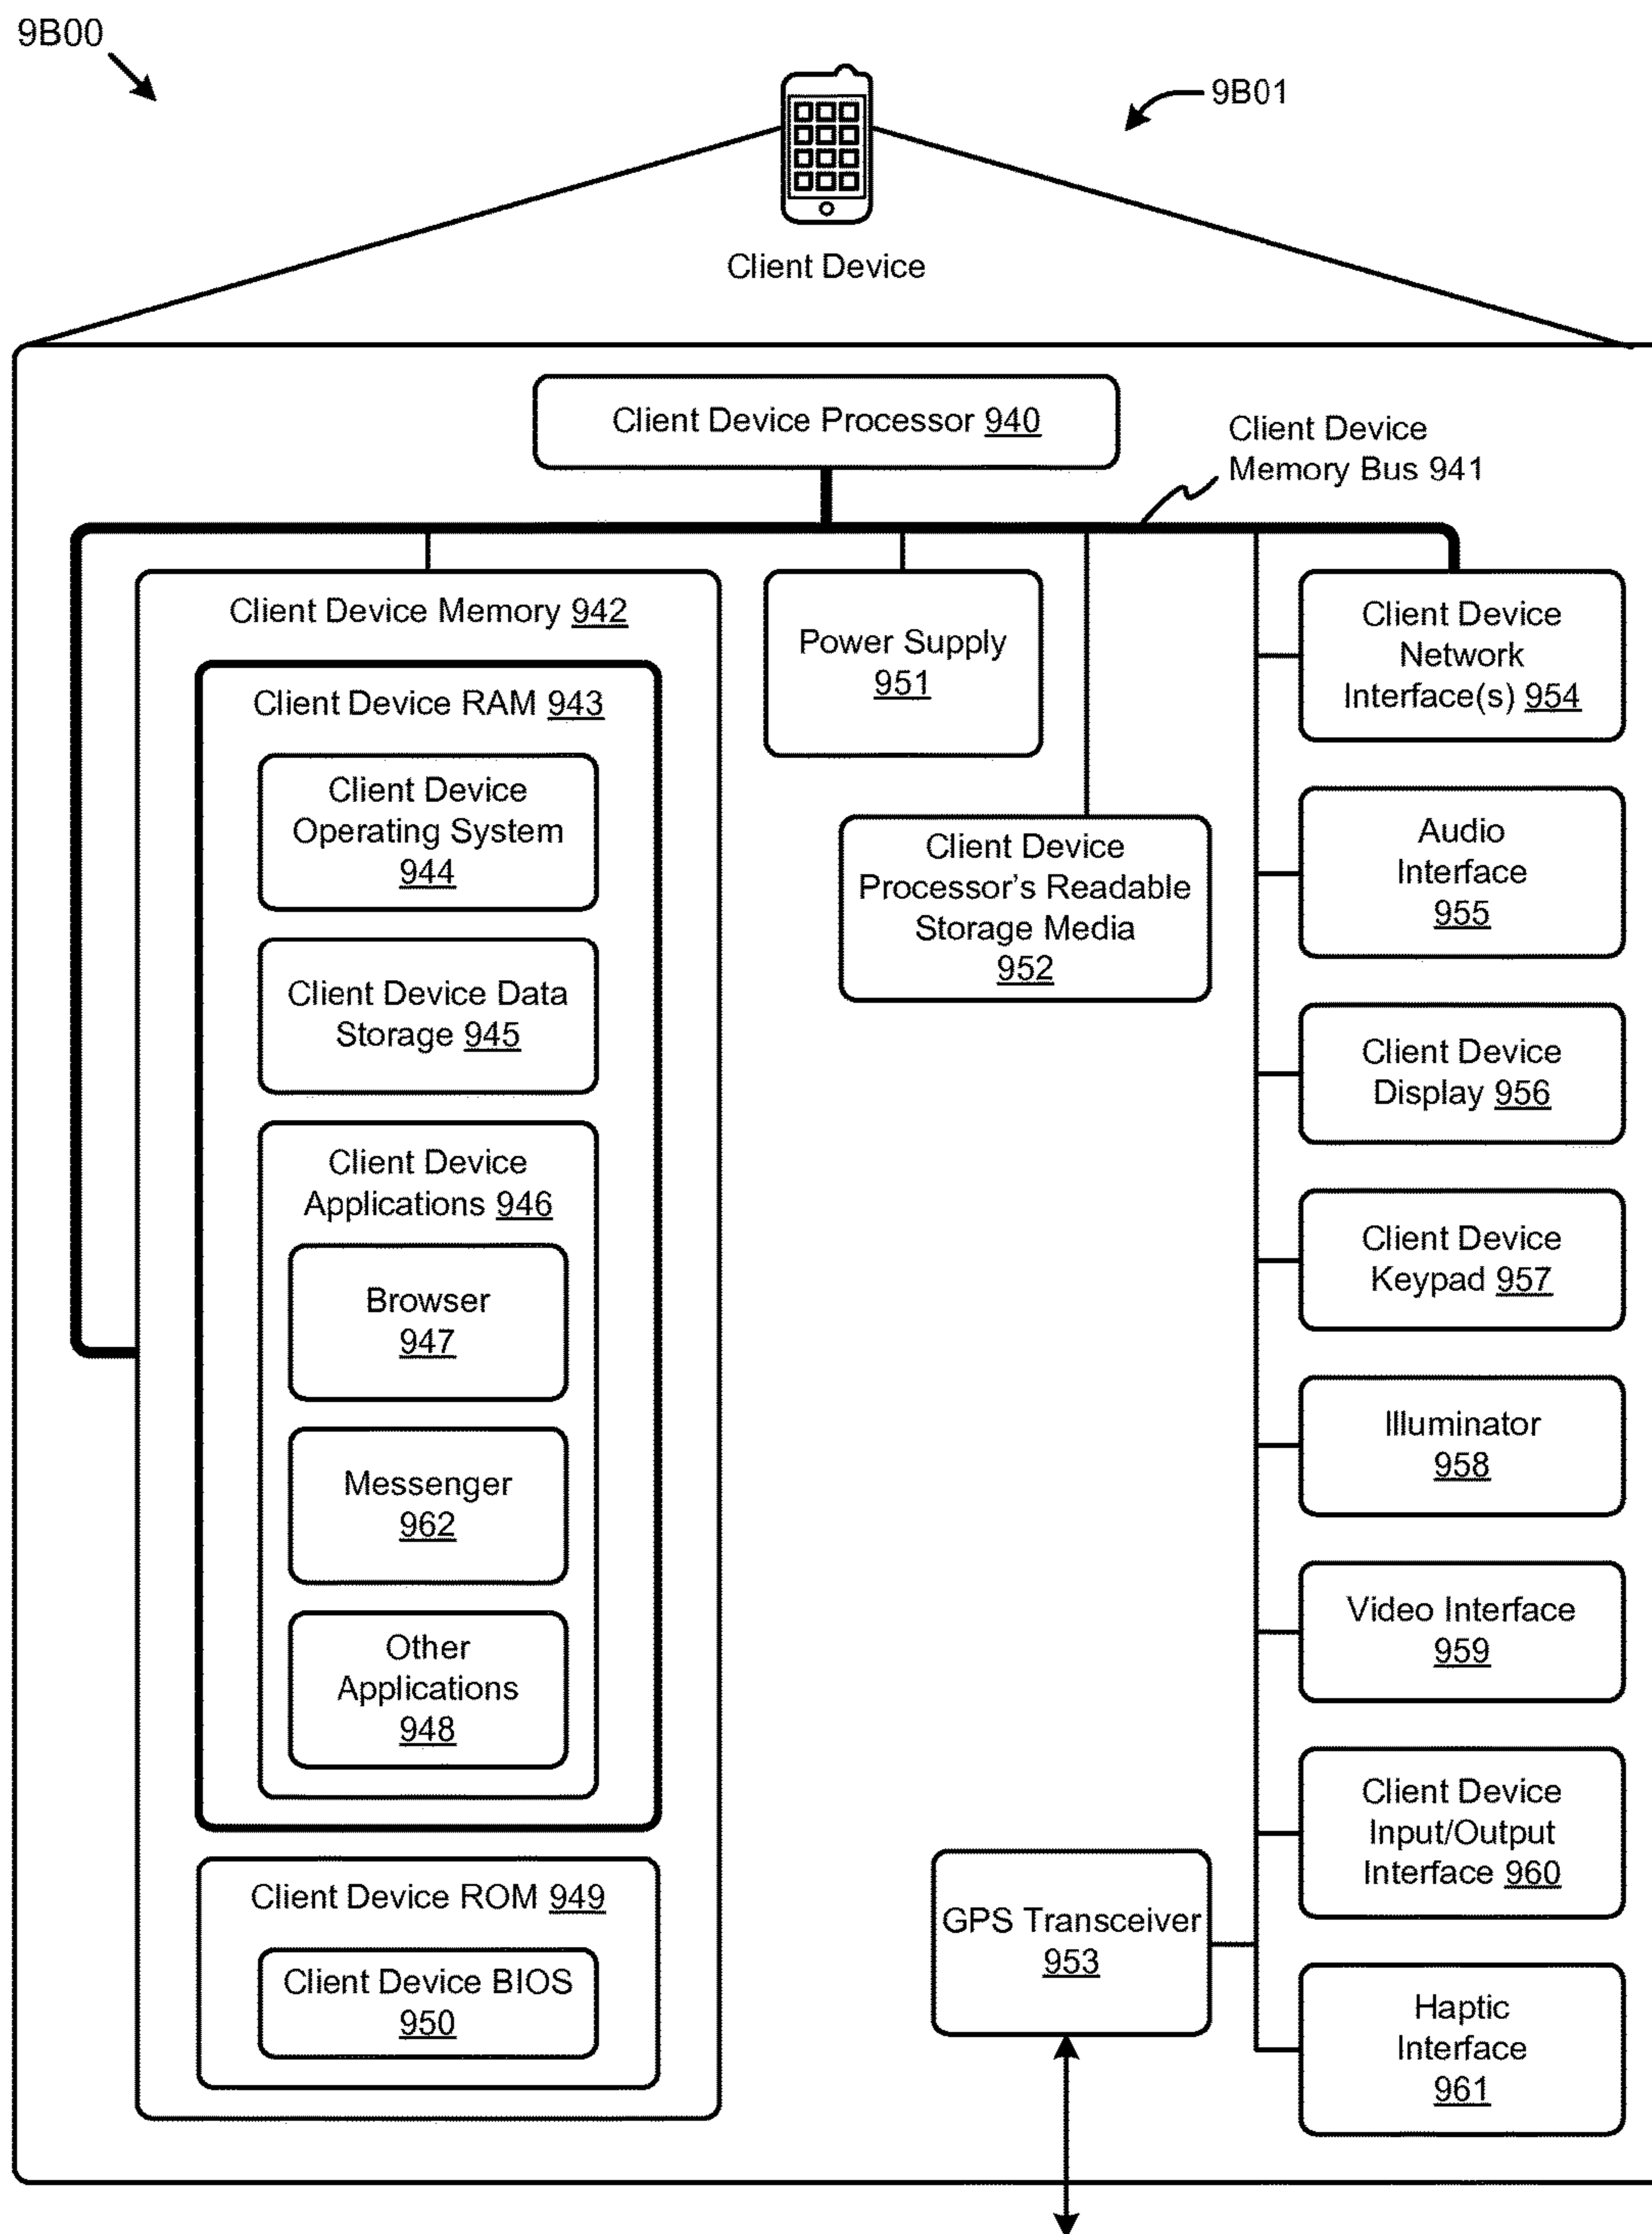 9B00
9B01
Client Device
Client Device Processor 940
Client Device
Memory Bus 941
Client Device Memory 942
Client Device RAM 943
Client Device
Operating System
944
Client Device Data
Storage 945
Client Device
Applications 946
Browser
947
Messenger
962
Other
Applications
948
Client Device ROM 949
Client Device BIOS
950
Power Supply
951
Client Device
Processor's Readable
Storage Media
952
GPS Transceiver
953
Client Device
Network
Interface(s) 954
Audio
Interface
955
Client Device
Display 956
Client Device
Keypad 957
Illuminator
958
Video Interface
959
Client Device
Input/Output
Interface 960
Haptic
Interface
961